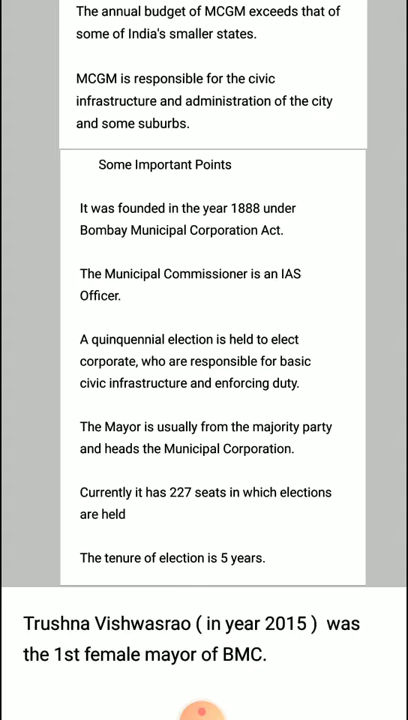 The annual budget of MCGM exceeds that of
some of India's smaller states.
MCGM is responsible for the civic
infrastructure and administration of the city
and some suburbs.
Some Important Points
It was founded in the year 1888 under
Bombay Municipal Corporation Act.
The Municipal Commissioner is an IAS
Officer.
A quinquennial election is held to elect
corporate, who are responsible for basic
civic infrastructure and enforcing duty.
The Mayor is usually from the majority party
and heads the Municipal Corporation.
Currently it has 227 seats in which elections
are held
The tenure of election is 5 years.
Trushna Vishwasrao ( in year 2015 ) was
the 1st female mayor of BMC.